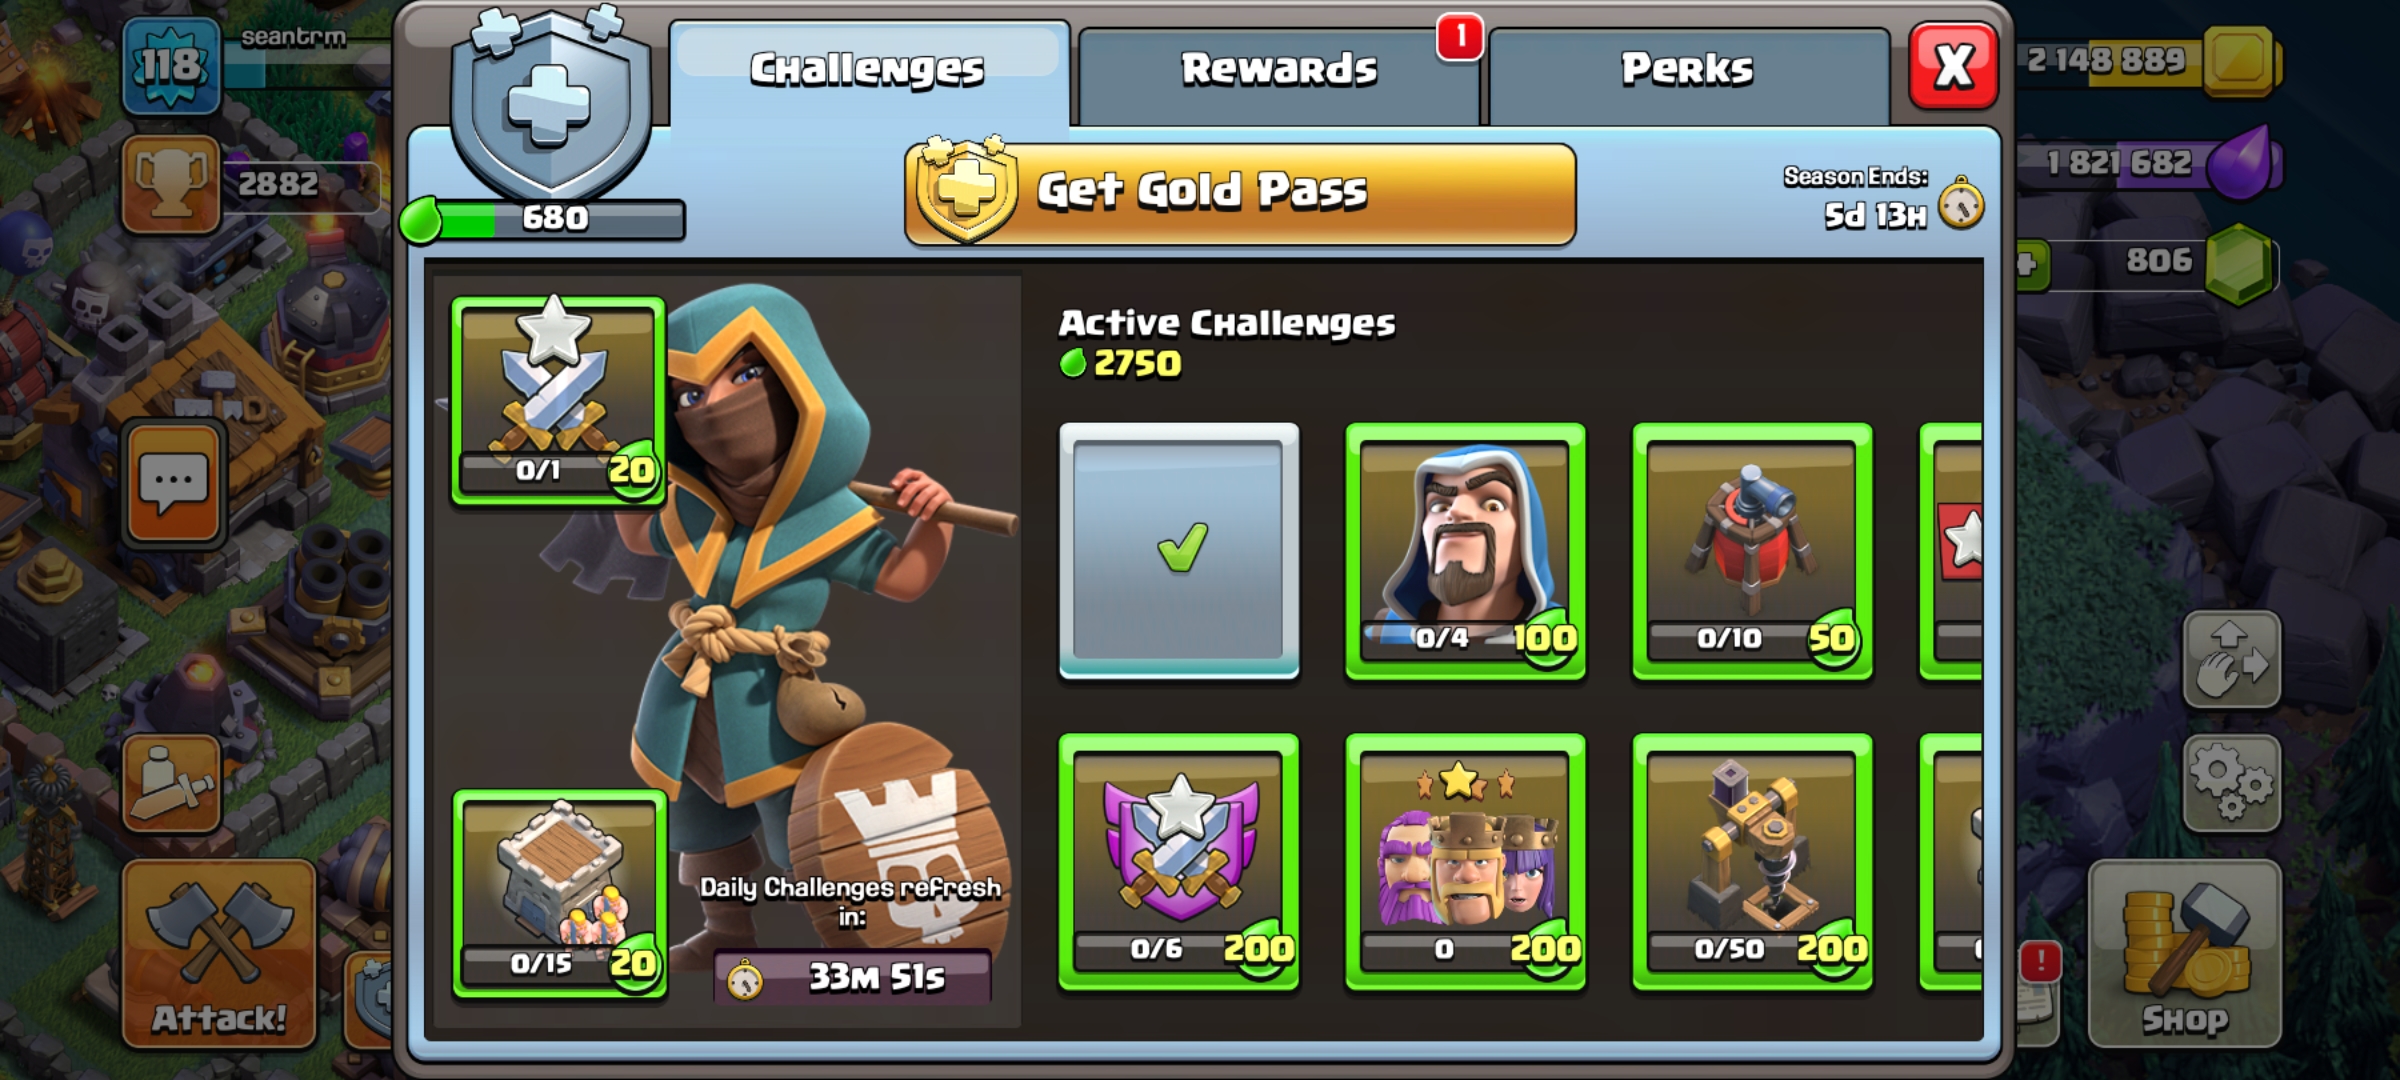 118
seantrm
2882
Challenges
Rewards
1
Perks
X
2 148 889
1 821 682
806
680
Get Gold Pass
Season Ends:
5d 13H
Active Challenges
2750
0/1
20
0/4
100
0/10
50
0/15
20
Daily Challenges refresh
in:
33M 51s
0/6
200
0
200
0/50
200
Attack!
!
Shop